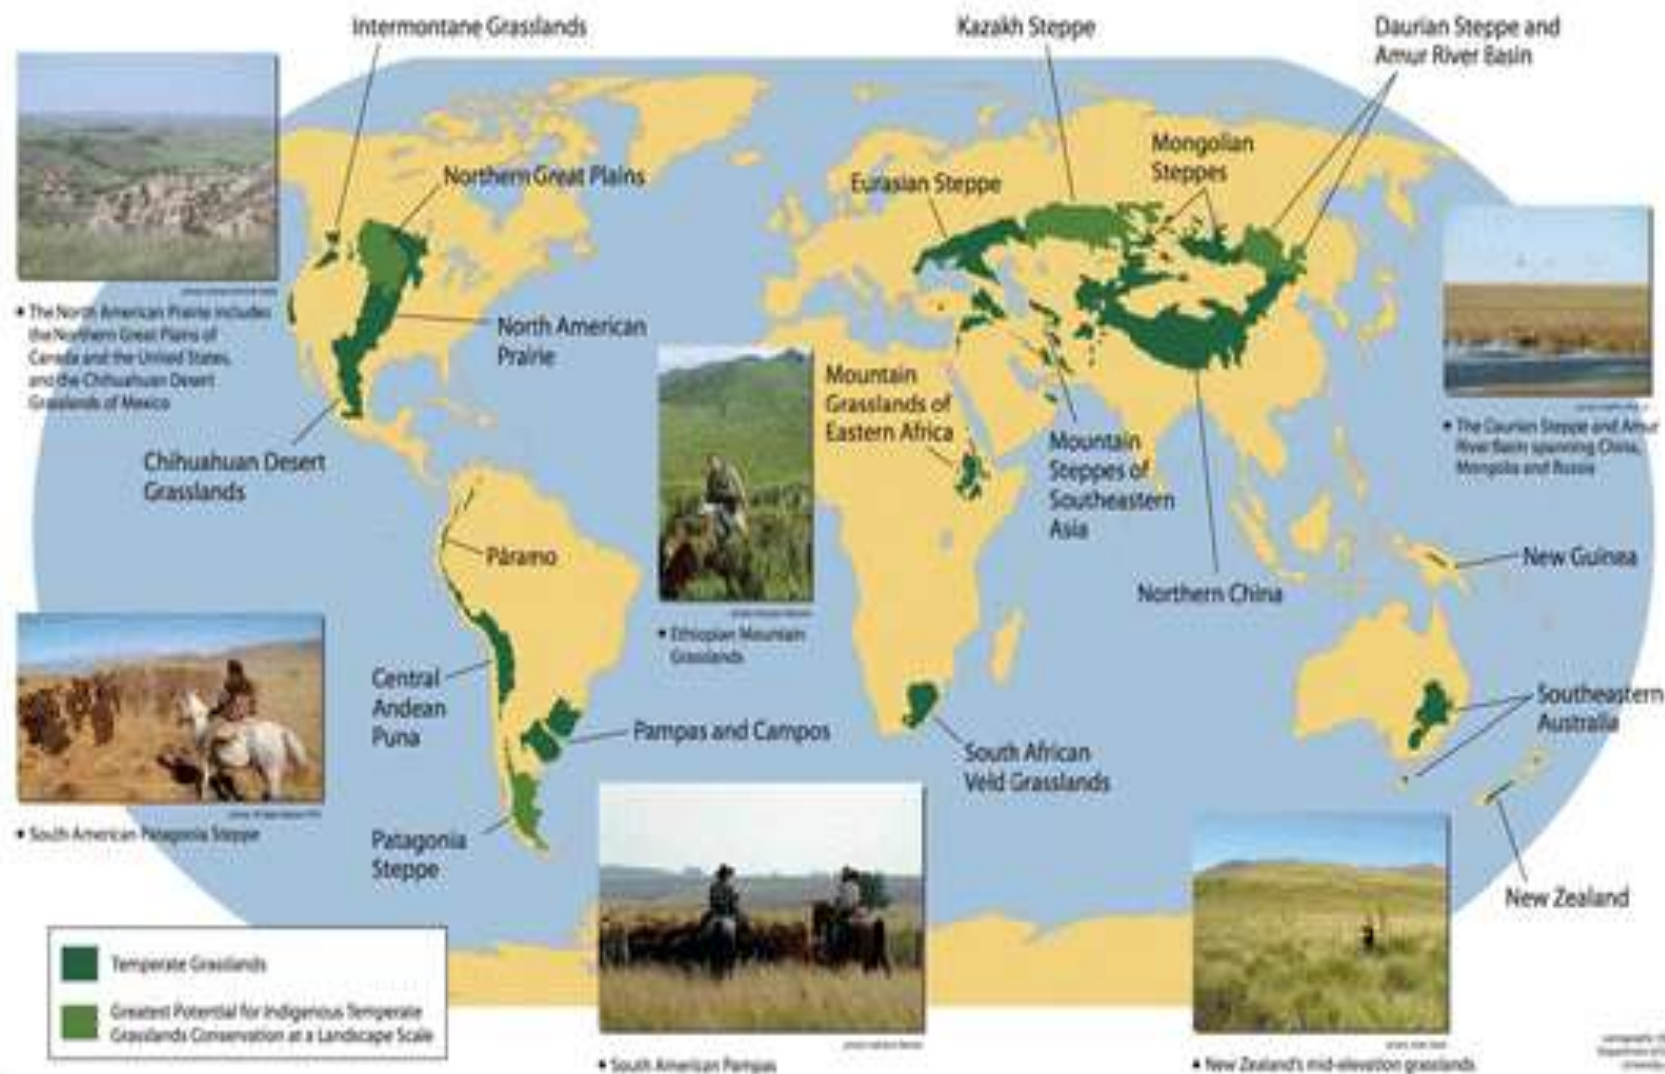 Intermontane Grasslands
Kazakh Steppe
Daurian Steppe and
Amur River Basin
Northern Great Plains
Eurasian Steppe
Mongolian
Steppes
• The North American Prairie includes
the Northern Great Plains of
Canada and the United States,
and the Chihuahuan Desert
Grasslands of Mexico
North American
Prairie
Mountain
Grasslands of
Eastern Africa
Chihuahuan Desert
Grasslands
Mountain
Steppes of
Southeastern
Asia
• The Daurian Steppe and Amur
River Basin spanning China,
Mongolia and Russia
Páramo
New Guinea
Northern China
• Ethiopian Mountain
Grasslands
Central
Andean
Puna
Pampas and Campos
Southeastern
Australia
South African
Veld Grasslands
• South American Patagonia Steppe
Patagonia
Steppe
New Zealand
Temperate Grasslands
Greatest Potential for Indigenous Temperate
Grasslands Conservation at a Landscape Scale
• South American Pampas
• New Zealand's mid-elevation grasslands